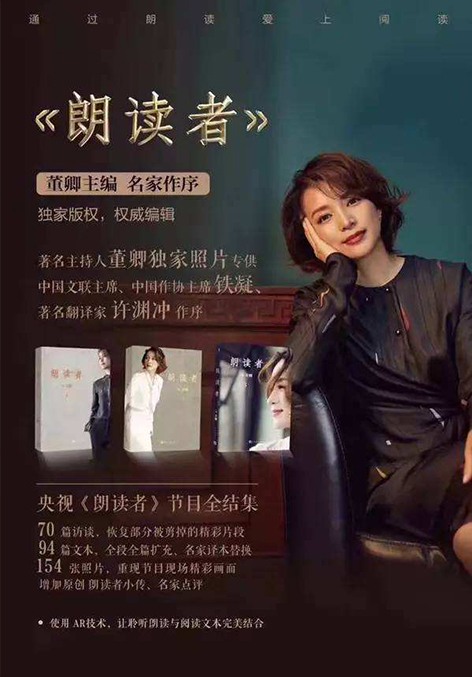 通过朗读爱上阅读
《朗读者》
董卿主编 名家作序
独家版权，权威编辑
著名主持人董卿独家照片专供
中国文联主席、中国作协主席铁凝、
著名翻译家许渊冲作序
朗读者
朗读者
朗读者
央视《朗读者》节目全结集
70 篇访谈，恢复部分被剪掉的精彩片段
94 篇文本，全段全篇扩充、名家译本替换
154 张照片，重现节目现场精彩画面
增加原创 朗读者小传、名家点评
• 使用 AR技术，让聆听朗读与阅读文本完美结合